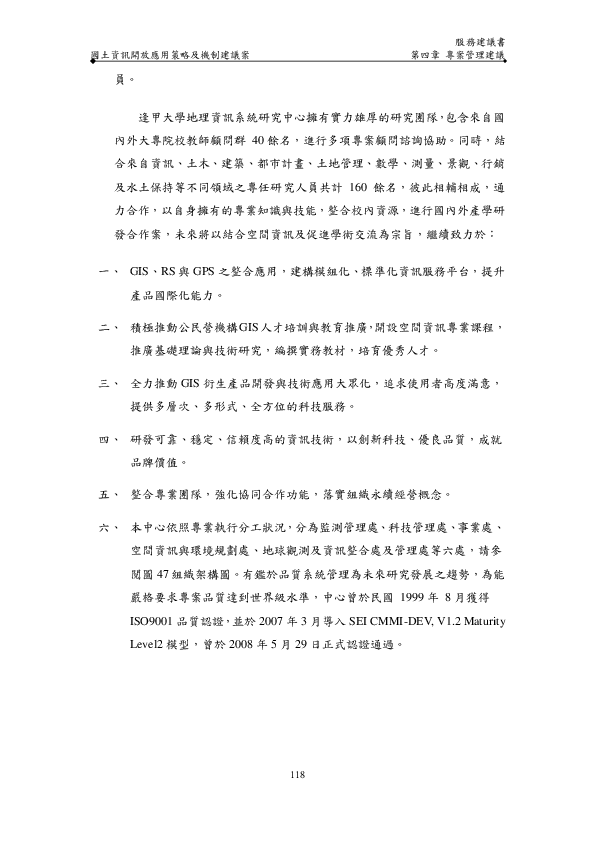 服務建議書
國土資訊開放應用策略及機制建議案 第四章 專案管理建議
員。
逢甲大學地理資訊系統研究中心擁有實力雄厚的研究團隊，包含來自國
內外大專院校教師顧問群 40 餘名，進行多項專案顧問諮詢協助。同時，結
合來自資訊、土木、建築、都市計畫、土地管理、數學、測量、景觀、行銷
及水土保持等不同領域之專任研究人員共計 160 餘名，彼此相輔相成，通
力合作，以自身擁有的專業知識與技能，整合校內資源，進行國內外產學研
發合作案，未來將以結合空間資訊及促進學術交流為宗旨，繼續致力於：
一、 GIS、RS 與 GPS 之整合應用，建構模組化、標準化資訊服務平台，提升
產品國際化能力。
二、 積極推動公民營機構GIS人才培訓與教育推廣，開設空間資訊專業課程，
推廣基礎理論與技術研究，編撰實務教材，培育優秀人才。
三、 全力推動 GIS 衍生產品開發與技術應用大眾化，追求使用者高度滿意，
提供多層次、多形式、全方位的科技服務。
四、 研發可靠、穩定、信賴度高的資訊技術，以創新科技、優良品質，成就
品牌價值。
五、 整合專業團隊，強化協同合作功能，落實組織永續經營概念。
六、 本中心依照專業執行分工狀況，分為監測管理處、科技管理處、事業處、
空間資訊與環境規劃處、地球觀測及資訊整合處及管理處等六處，請參
閱圖 47 組織架構圖。有鑑於品質系統管理為未來研究發展之趨勢，為能
嚴格要求專案品質達到世界級水準，中心曾於民國 1999 年 8 月獲得
ISO9001 品質認證，並於 2007 年 3 月導入 SEI CMMI-DEV, V1.2 Maturity
Level2 模型，曾於 2008 年 5 月 29 日正式認證通過。
118